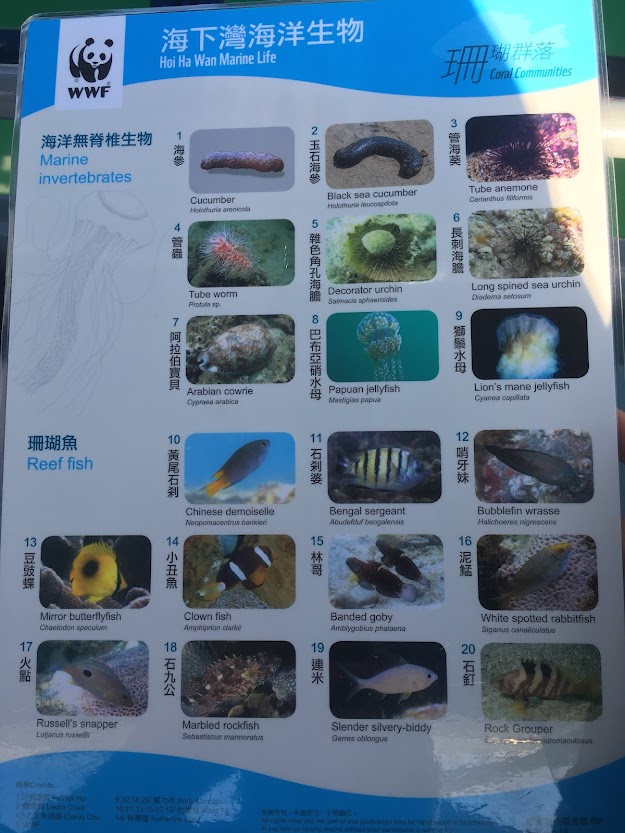 WWF
海下灣海洋生物
Hoi Ha Wan Marine Life
珊瑚群落
Coral Communities
海洋無脊椎生物
Marine
invertebrates
1
海參
Cucumber
Holothuria arenicola
2
玉石海參
Black sea cucumber
Holothuria leucospilota
3
管海葵
Tube anemone
Cerianthus filiformis
4
管蟲
Tube worm
Protula sp.
5
雜色角孔海膽
Decorator urchin
Salmacis sphaeroides
6
長刺海膽
Long spined sea urchin
Diadema setosum
7
阿拉伯寶貝
Arabian cowrie
Cypraea arabica
8
巴布亞硝水母
Papuan jellyfish
Mastigias papua
9
獅鬃水母
Lion's mane jellyfish
Cyanea capillata
珊瑚魚
Reef fish
10
黃尾石剎
Chinese demoiselle
Neopomacentrus bankieri
11
石剎婆
Bengal sergeant
Abudefduf bengalensis
12
哨牙妹
Bubblefin wrasse
Halichoeres nigrescens
13
豆豉蝶
Mirror butterflyfish
Chaetodon speculum
14
小丑魚
Clown fish
Amphiprion clarkii
15
林哥
Banded goby
Amblygobius phalaena
16
泥鯭
White spotted rabbitfish
Siganus canaliculatus
17
火點
Russell's snapper
Lutjanus russellii
18
石九公
Marbled rockfish
Sebastiscus marmoratus
19
連米
Slender silvery-biddy
Gerres oblongus
20
石釘
Rock Grouper